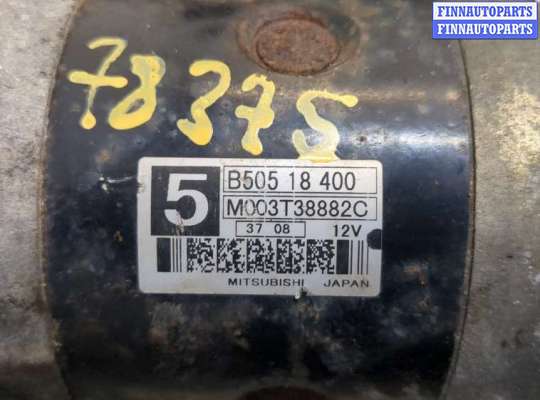 FINNAUTOPARTS
FINNAUTOPARTS
78375
5
B505 18 400
M003T38882C
37 08 12V
MITSUBISHI JAPAN